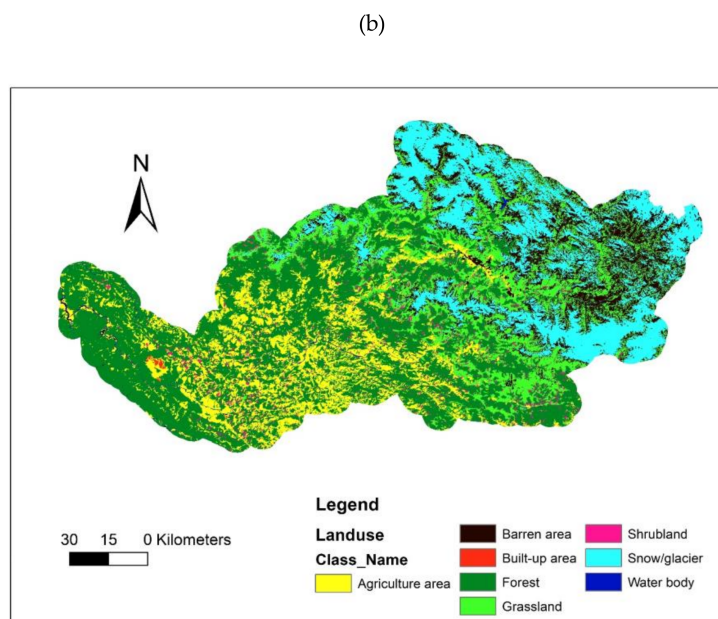 (b)
N
30 15 0 Kilometers
Legend
Landuse
Class_Name
Agriculture area
Barren area
Built-up area
Forest
Grassland
Shrubland
Snow/glacier
Water body